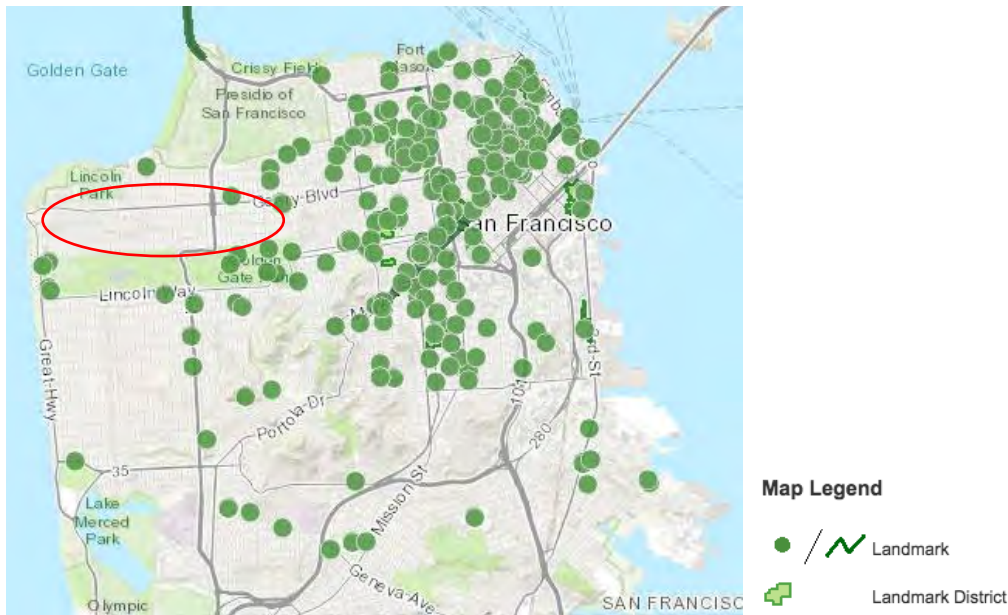 Golden Gate
Crissy Field
Fort
Mason
Presidio of
San Francisco
Lincoln
Park
Geary-Blvd
San Francisco
Golden
Gate
Lincoln Way
Great-Hwy
3rd-St
101
280
Portola-Dr
35
Mission St
Lake
Merced
Park
Geneva-Ave
Olympic
SAN FRANCISC
Map Legend
Landmark
Landmark District